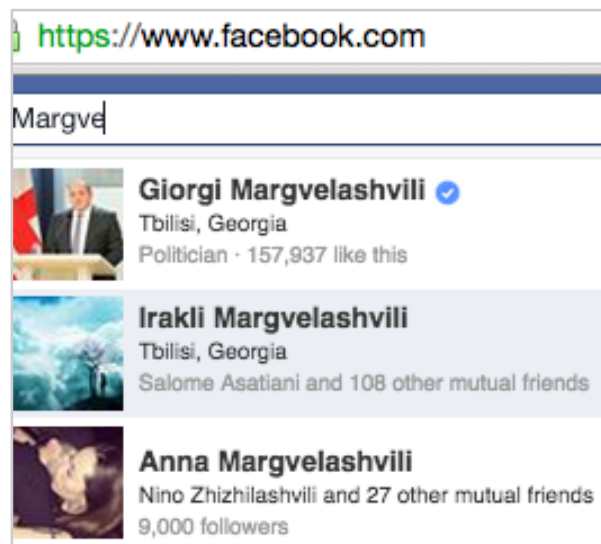 https://www.facebook.com
Margve
Giorgi Margvelashvili
Tbilisi, Georgia
Politician · 157,937 like this
Irakli Margvelashvili
Tbilisi, Georgia
Salome Asatiani and 108 other mutual friends
Anna Margvelashvili
Nino Zhizhilashvili and 27 other mutual friends
9,000 followers